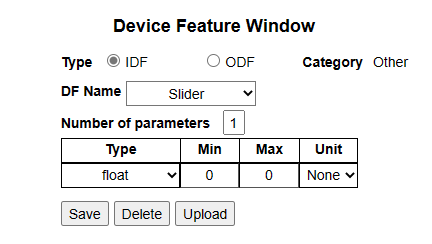 Device Feature Window
Type IDF ODF Category Other
DF Name Slider
Number of parameters 1
Type Min Max Unit
float 0 0 None
Save Delete Upload